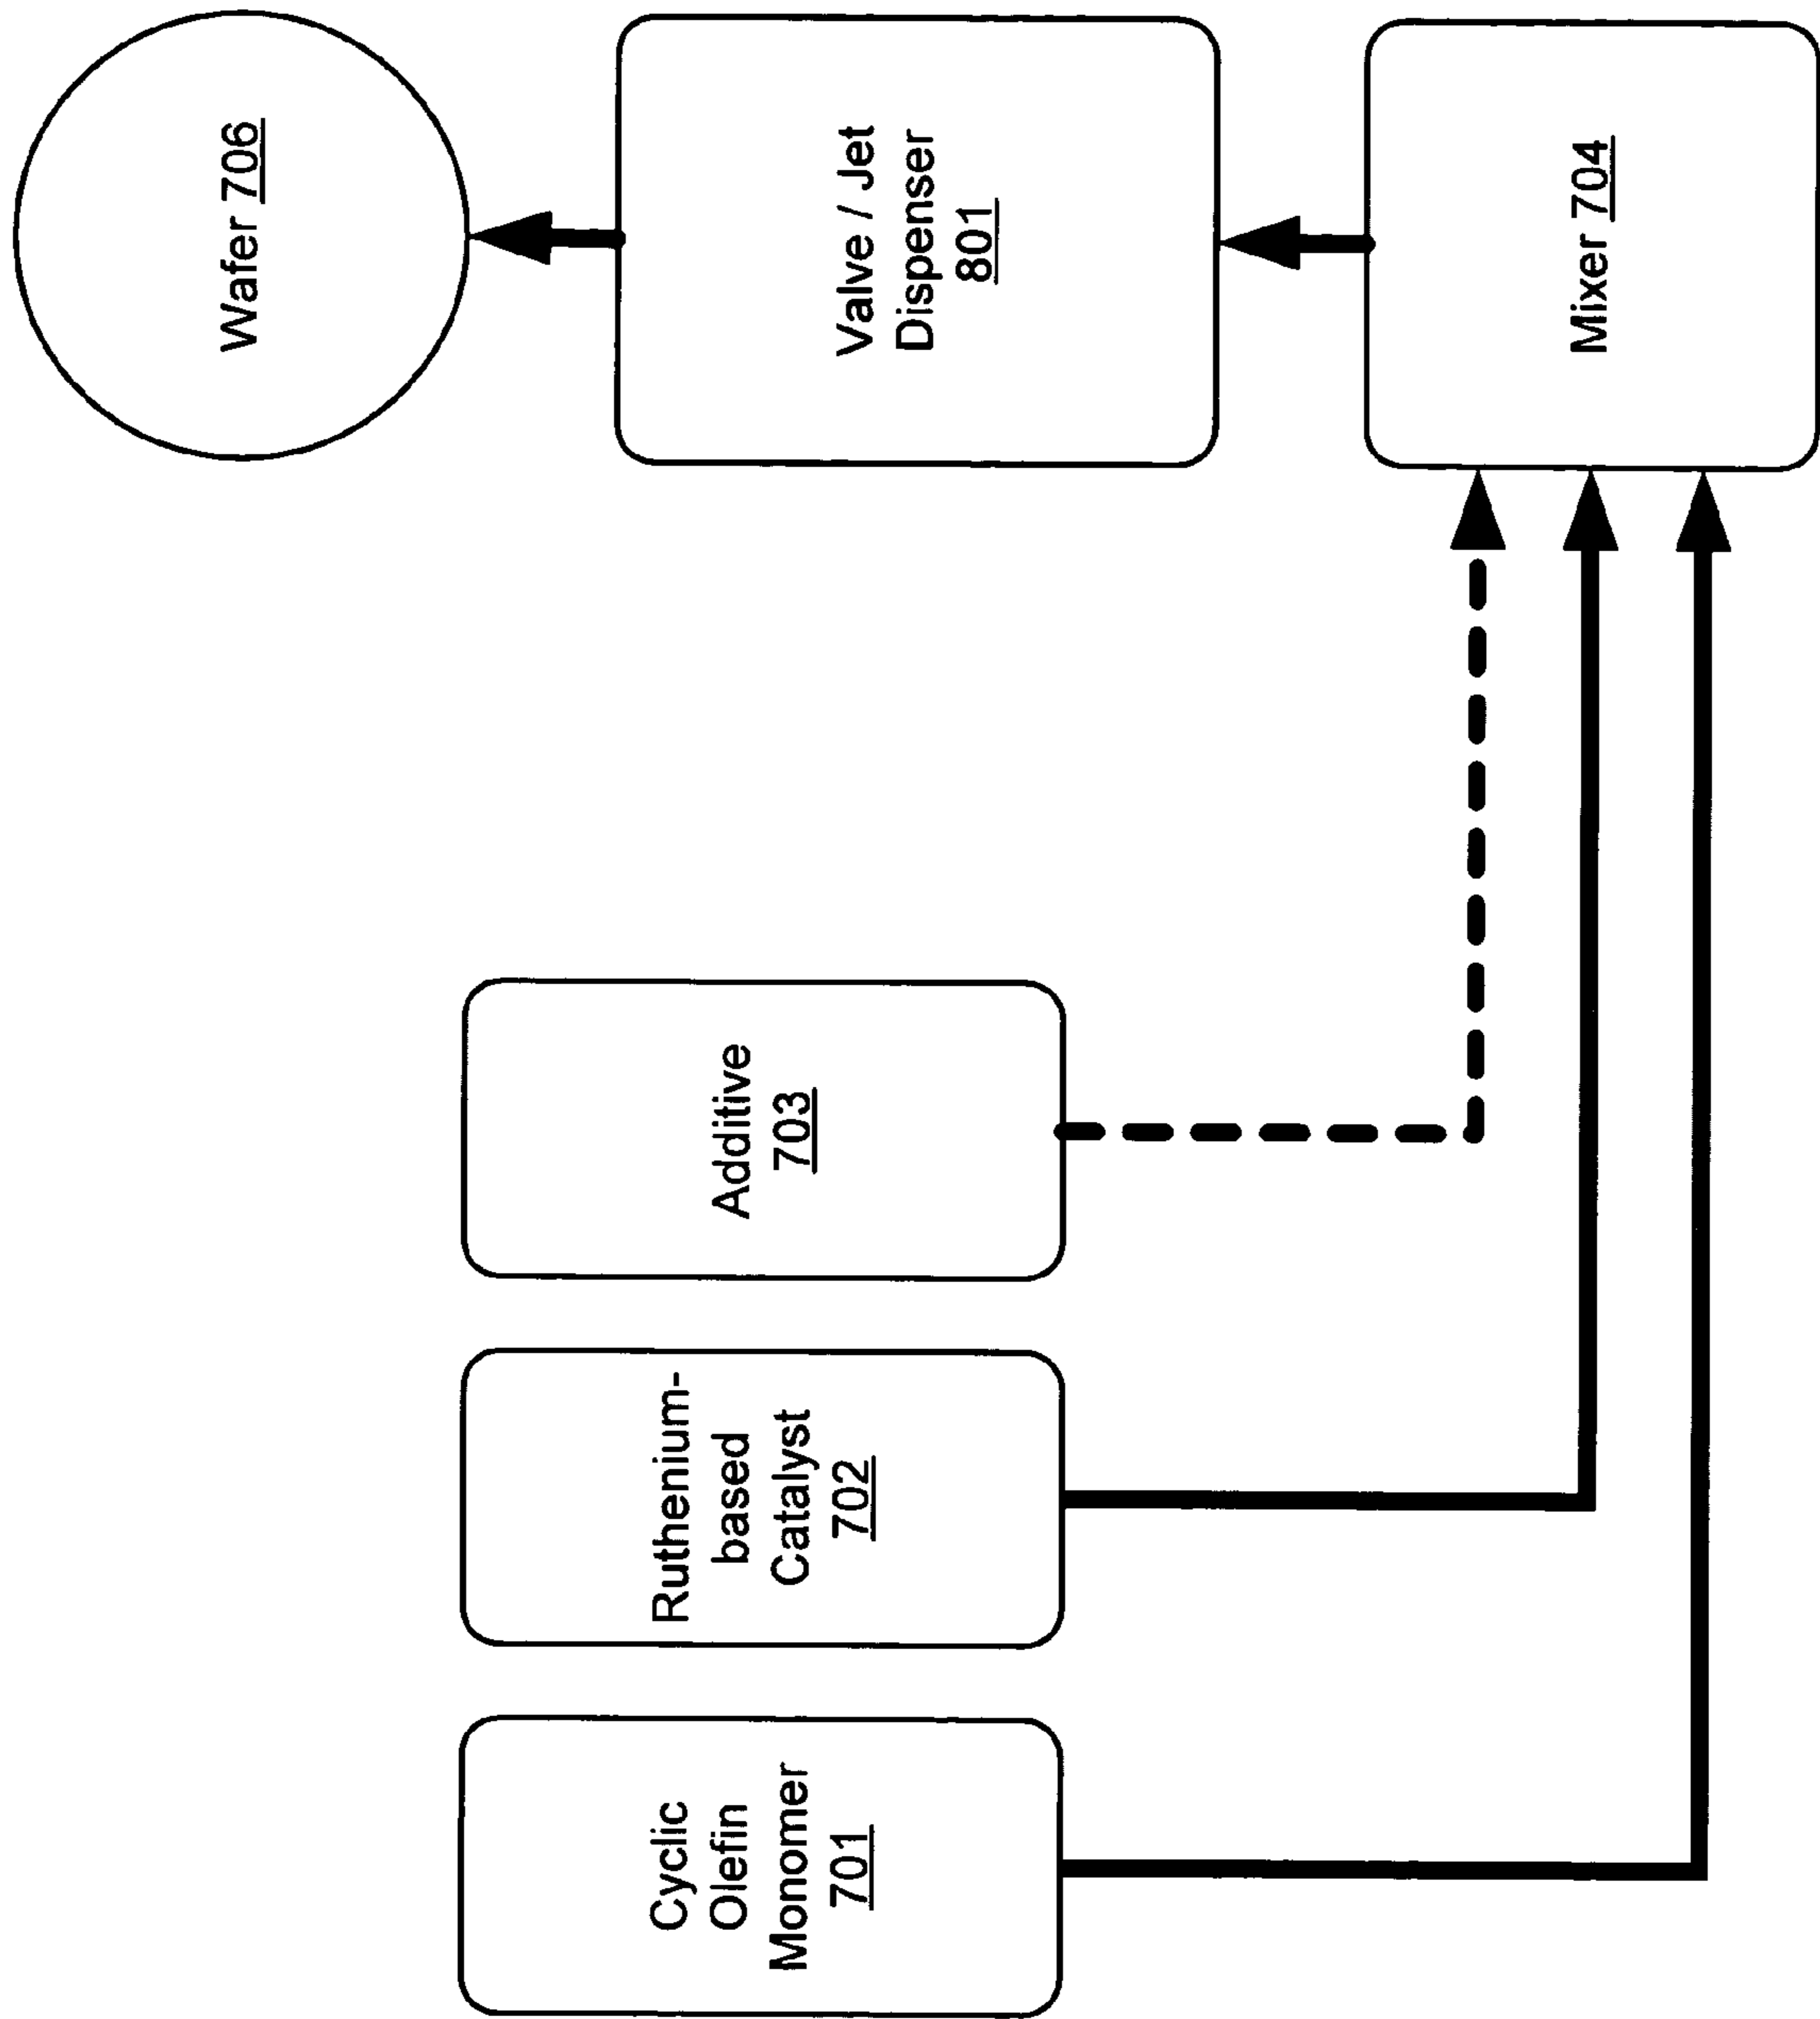 Cyclic
Olefin
Monomer
701
Ruthenium-
based
Catalyst
702
Additive
703
Mixer 704
Valve / Jet
Dispenser
801
Wafer 706